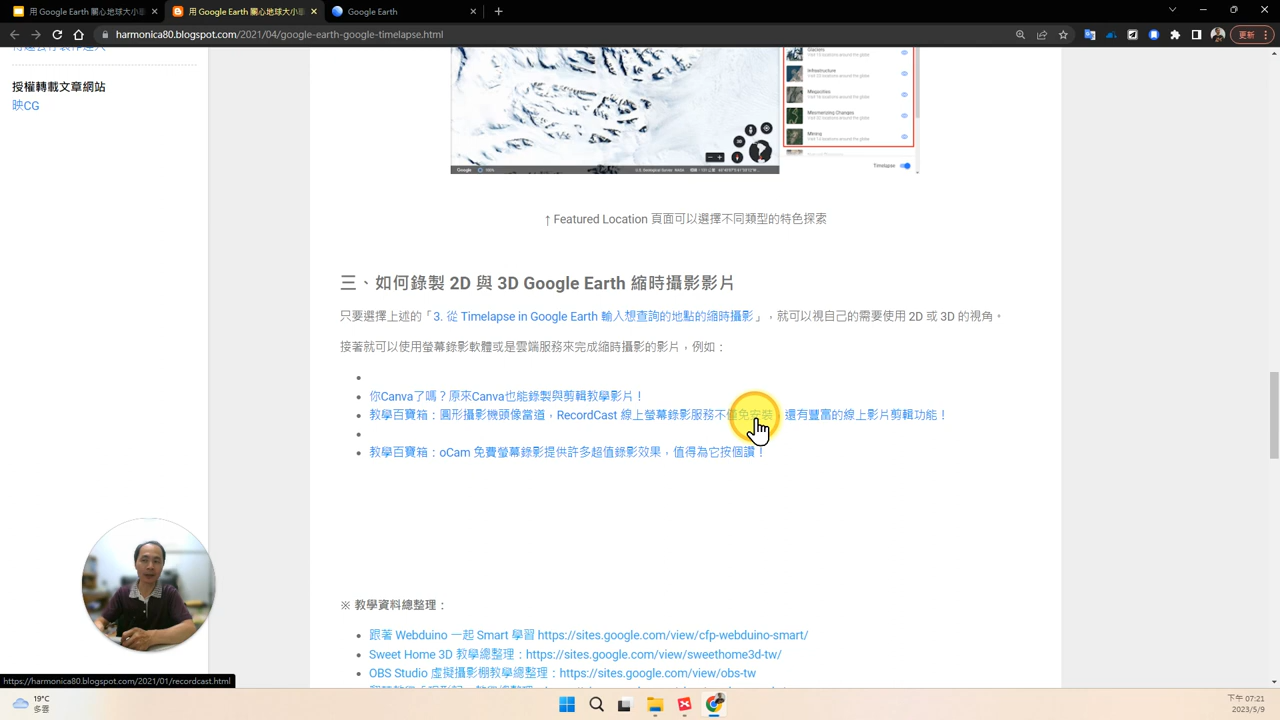 用 Google Earth 關心地球大小事
用 Google Earth 關心地球大小影
Google Earth
harmonica80.blogspot.com/2021/04/google-earth-google-timelapse.html
更新
授權轉載文章網站
映CG
Glaciers
Infrastructure
Megacities
Mesmerizing Changes
Mining
Timelapse
Google
100%
↑ Featured Location 頁面可以選擇不同類型的特色探索
三、如何錄製 2D 與 3D Google Earth 縮時攝影影片
只要選擇上述的「3. 從 Timelapse in Google Earth 輸入想查詢的地點的縮時攝影」，就可以視自己的需要使用 2D 或 3D 的視角。
接著就可以使用螢幕錄影軟體或是雲端服務來完成縮時攝影的影片，例如：
你Canva了嗎？原來Canva也能錄製與剪輯教學影片！
教學百寶箱：圓形攝影機頭像當道，RecordCast 線上螢幕錄影服務不僅免安裝，還有豐富的線上影片剪輯功能！
教學百寶箱：oCam 免費螢幕錄影提供許多超值錄影效果，值得為它按個讚！
※ 教學資料總整理：
跟著 Webduino 一起 Smart 學習 https://sites.google.com/view/cfp-webduino-smart/
Sweet Home 3D 教學總整理：https://sites.google.com/view/sweethome3d-tw/
OBS Studio 虛擬攝影棚教學總整理：https://sites.google.com/view/obs-tw
https://harmonica80.blogspot.com/2021/01/recordcast.html
19°C
多雲
下午 07:21
2023/5/9